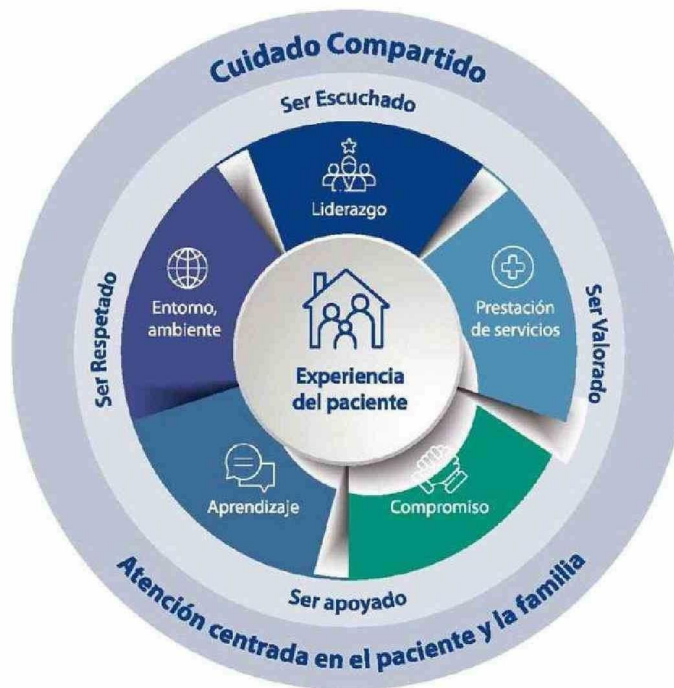 Cuidado Compartido
Ser Escuchado
Liderazgo
Entorno,
ambiente
Prestación
de servicios
Ser Respetado
Ser Valorado
Experiencia
del paciente
Aprendizaje
Compromiso
Ser apoyado
Atención centrada en el paciente y la familia